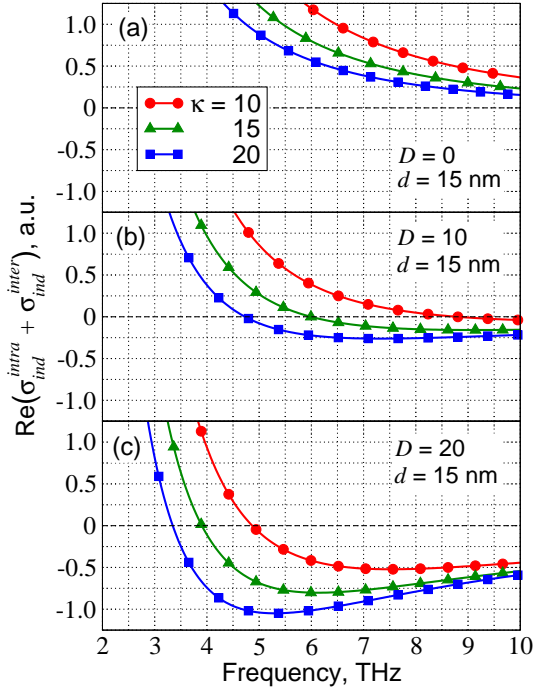 (a)
1.0
0.5
0
-0.5
-1.0
κ = 10
15
20
D = 0
d = 15 nm
(b)
1.0
0.5
0
-0.5
-1.0
D = 10
d = 15 nm
(c)
1.0
0.5
0
-0.5
-1.0
D = 20
d = 15 nm
2 3 4 5 6 7 8 9 10
Frequency, THz
Re(σ_ind^intra + σ_ind^inter), a.u.